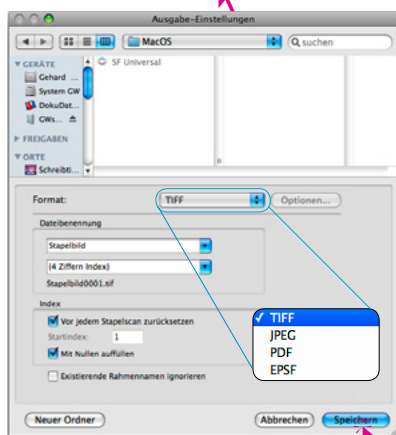 Ausgabe-Einstellungen
MacOS
suchen
GERÄTE
Gehard ...
System GW
DokuDat...
GWs...
FREIGABEN
ORTE
Schreibti...
SF Universal
Format: TIFF Optionen...
Dateibenennung
Stapelbild
(4 Ziffern Index)
Stapelbild0001.tif
Index
Vor jedem Stapelscan zurücksetzen
Startindex: 1
Mit Nullen auffüllen
Existierende Rahmennamen ignorieren
✓ TIFF
JPEG
PDF
EPSF
Neuer Ordner Abbrechen Speichern